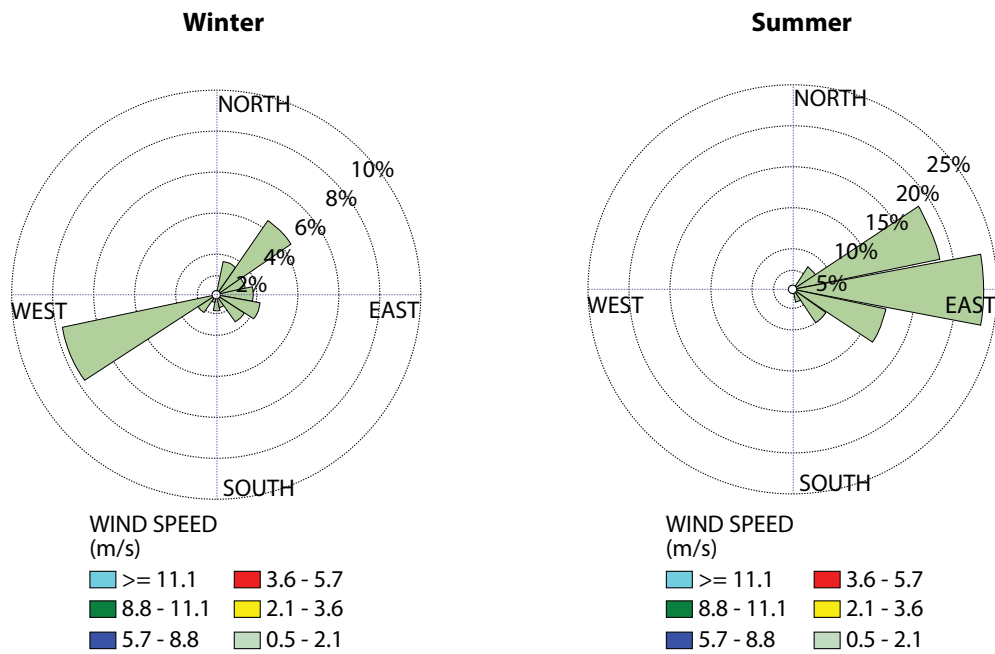 Winter
NORTH
10%
8%
6%
4%
2%
WEST
EAST
SOUTH
WIND SPEED
(m/s)
>= 11.1
3.6 - 5.7
8.8 - 11.1
2.1 - 3.6
5.7 - 8.8
0.5 - 2.1
Summer
NORTH
25%
20%
15%
10%
5%
WEST
EAST
SOUTH
WIND SPEED
(m/s)
>= 11.1
3.6 - 5.7
8.8 - 11.1
2.1 - 3.6
5.7 - 8.8
0.5 - 2.1